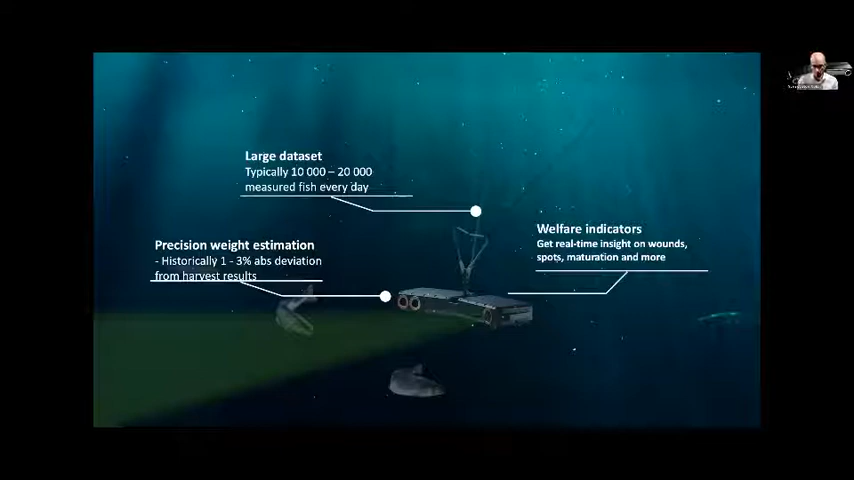 Large dataset
Typically 10 000 – 20 000
measured fish every day
Welfare indicators
Get real-time insight on wounds,
spots, maturation and more
Precision weight estimation
- Historically 1 - 3% abs deviation
from harvest results